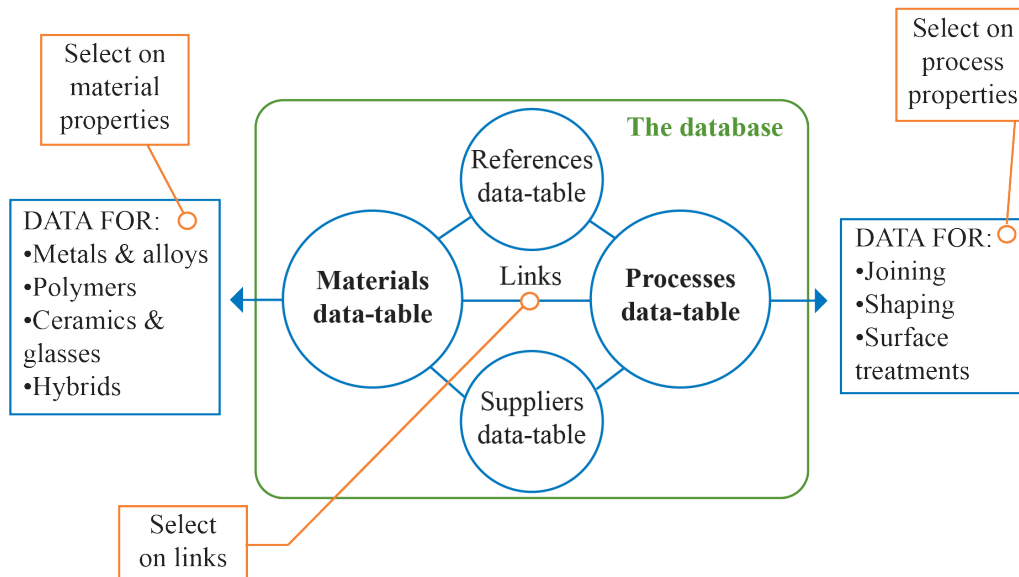 Select on
material
properties
Select on
process
properties
The database
References
data-table
DATA FOR:
•Metals & alloys
•Polymers
•Ceramics &
glasses
•Hybrids
Materials
data-table
Links
Processes
data-table
DATA FOR:
•Joining
•Shaping
•Surface
treatments
Suppliers
data-table
Select
on links